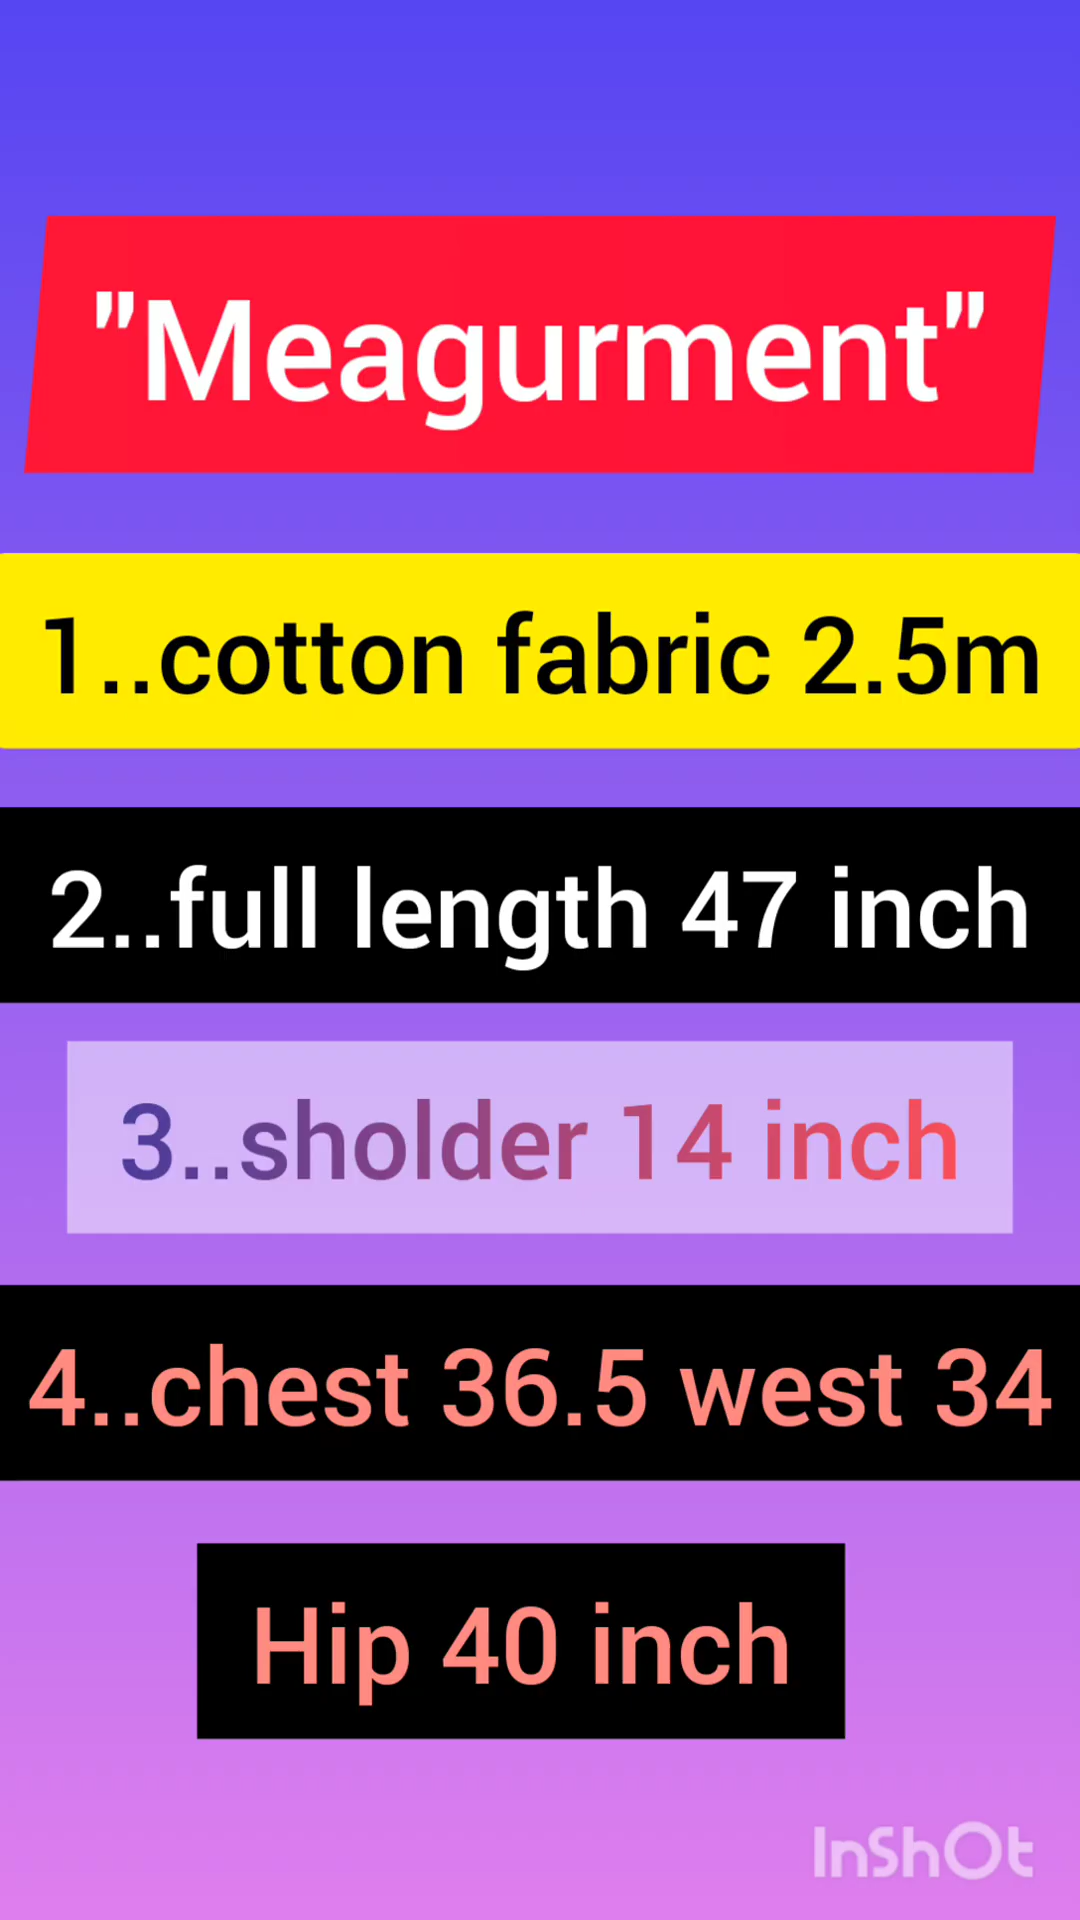 "Meagurment"
1..cotton fabric 2.5m
2..full length 47 inch
3..sholder 14 inch
4..chest 36.5 west 34
Hip 40 inch
InShOt